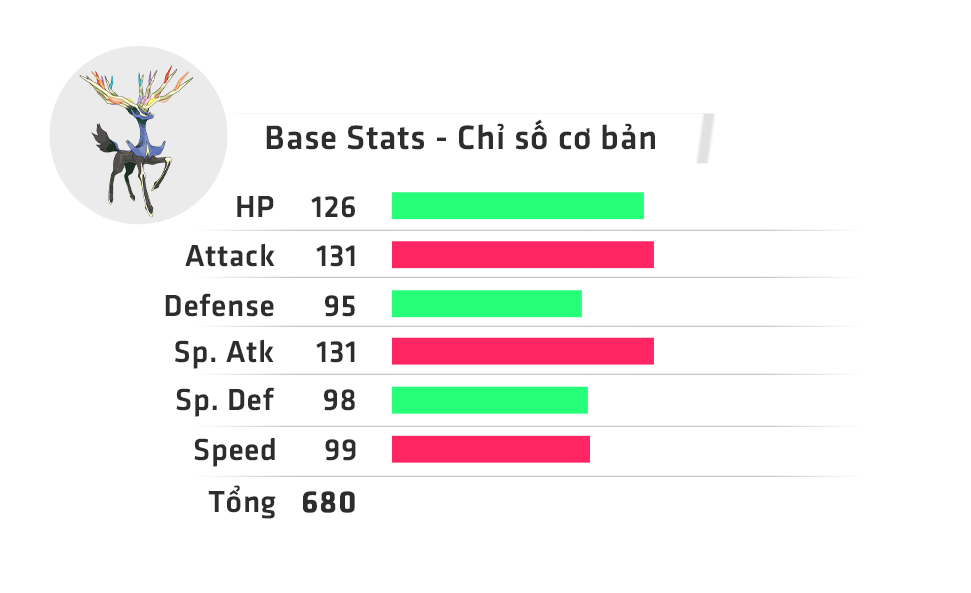 Base Stats - Chỉ số cơ bản
HP 126
Attack 131
Defense 95
Sp. Atk 131
Sp. Def 98
Speed 99
Tổng 680